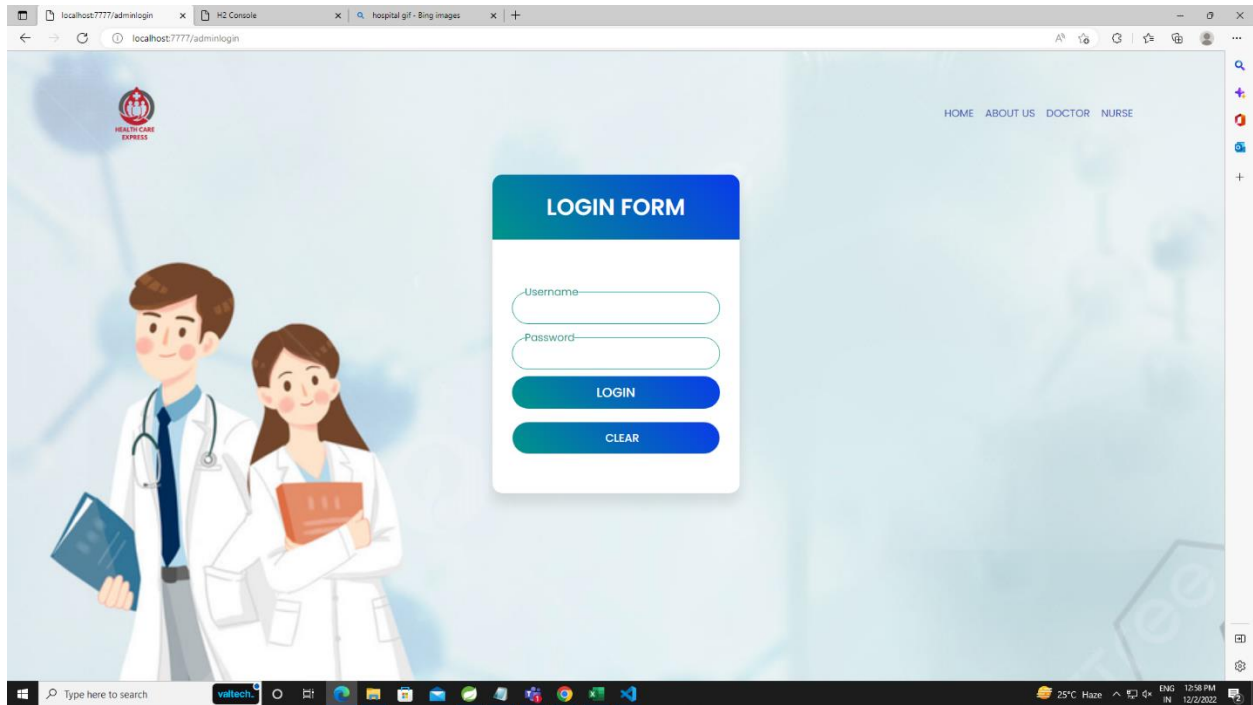 localhost:7777/adminlogin
H2 Console
hospital gif - Bing images
localhost:7777/adminlogin
HEALTH CARE
EXPRESS
HOME ABOUT US DOCTOR NURSE
LOGIN FORM
Username
Password
LOGIN
CLEAR
Type here to search
valtech.
25°C Haze
ENG
IN
12:58 PM
12/2/2022